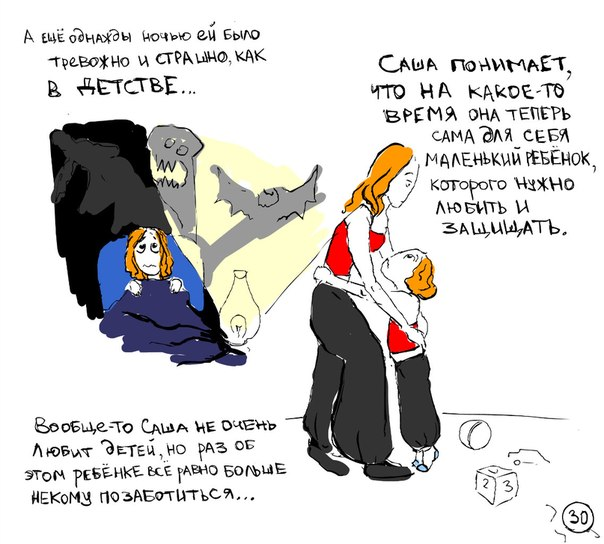 А ЕЩЁ ОДНАЖДЫ НОЧЬЮ ЕЙ БЫЛО
ТРЕВОЖНО И СТРАШНО, КАК
В ДЕТСТВЕ...
САША ПОНИМАЕТ,
ЧТО НА КАКОЕ-ТО
ВРЕМЯ ОНА ТЕПЕРЬ
САМА ДЛЯ СЕБЯ
МАЛЕНЬКИЙ РЕБЁНОК,
КОТОРОГО НУЖНО
ЛЮБИТЬ И
ЗАЩИЩАТЬ.
ВООБЩЕ-ТО САША НЕ ОЧЕНЬ
ЛЮБИТ ДЕТЕЙ, НО РАЗ ОБ
ЭТОМ РЕБЁНКЕ ВСЁ РАВНО БОЛЬШЕ
НЕКОМУ ПОЗАБОТИТЬСЯ...
2 3
30